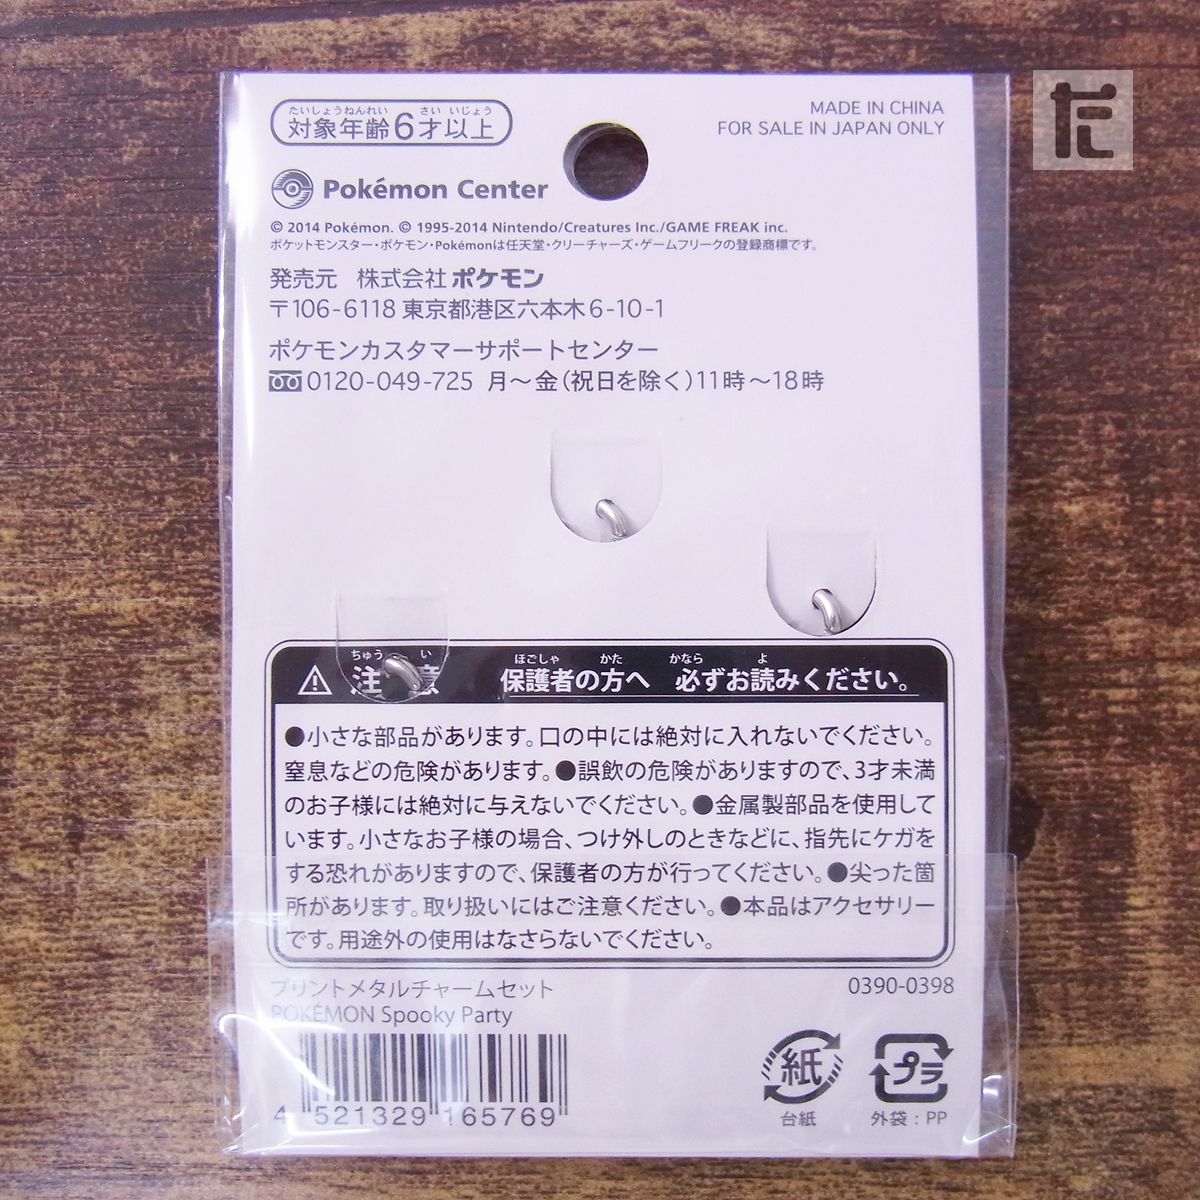 たいしょうねんれい さい いじょう
対象年齢6才以上
MADE IN CHINA
FOR SALE IN JAPAN ONLY
Pokémon Center
© 2014 Pokémon. © 1995-2014 Nintendo/Creatures Inc./GAME FREAK inc.
ポケットモンスター・ポケモン・Pokémonは任天堂・クリーチャーズ・ゲームフリークの登録商標です。
発売元 株式会社ポケモン
〒106-6118 東京都港区六本木6-10-1
ポケモンカスタマーサポートセンター
0120-049-725 月〜金(祝日を除く)11時〜18時
ちゅう い ほごしゃ かた かなら よ
注意 保護者の方へ 必ずお読みください。
●小さな部品があります。口の中には絶対に入れないでください。
窒息などの危険があります。●誤飲の危険がありますので、3才未満
のお子様には絶対に与えないでください。●金属製部品を使用して
います。小さなお子様の場合、つけ外しのときなどに、指先にケガを
する恐れがありますので、保護者の方が行ってください。●尖った箇
所があります。取り扱いにはご注意ください。●本品はアクセサリー
です。用途外の使用はなさらないでください。
プリントメタルチャームセット 0390-0398
POKÉMON Spooky Party
4 521329 165769
紙
台紙
プラ
外袋:PP